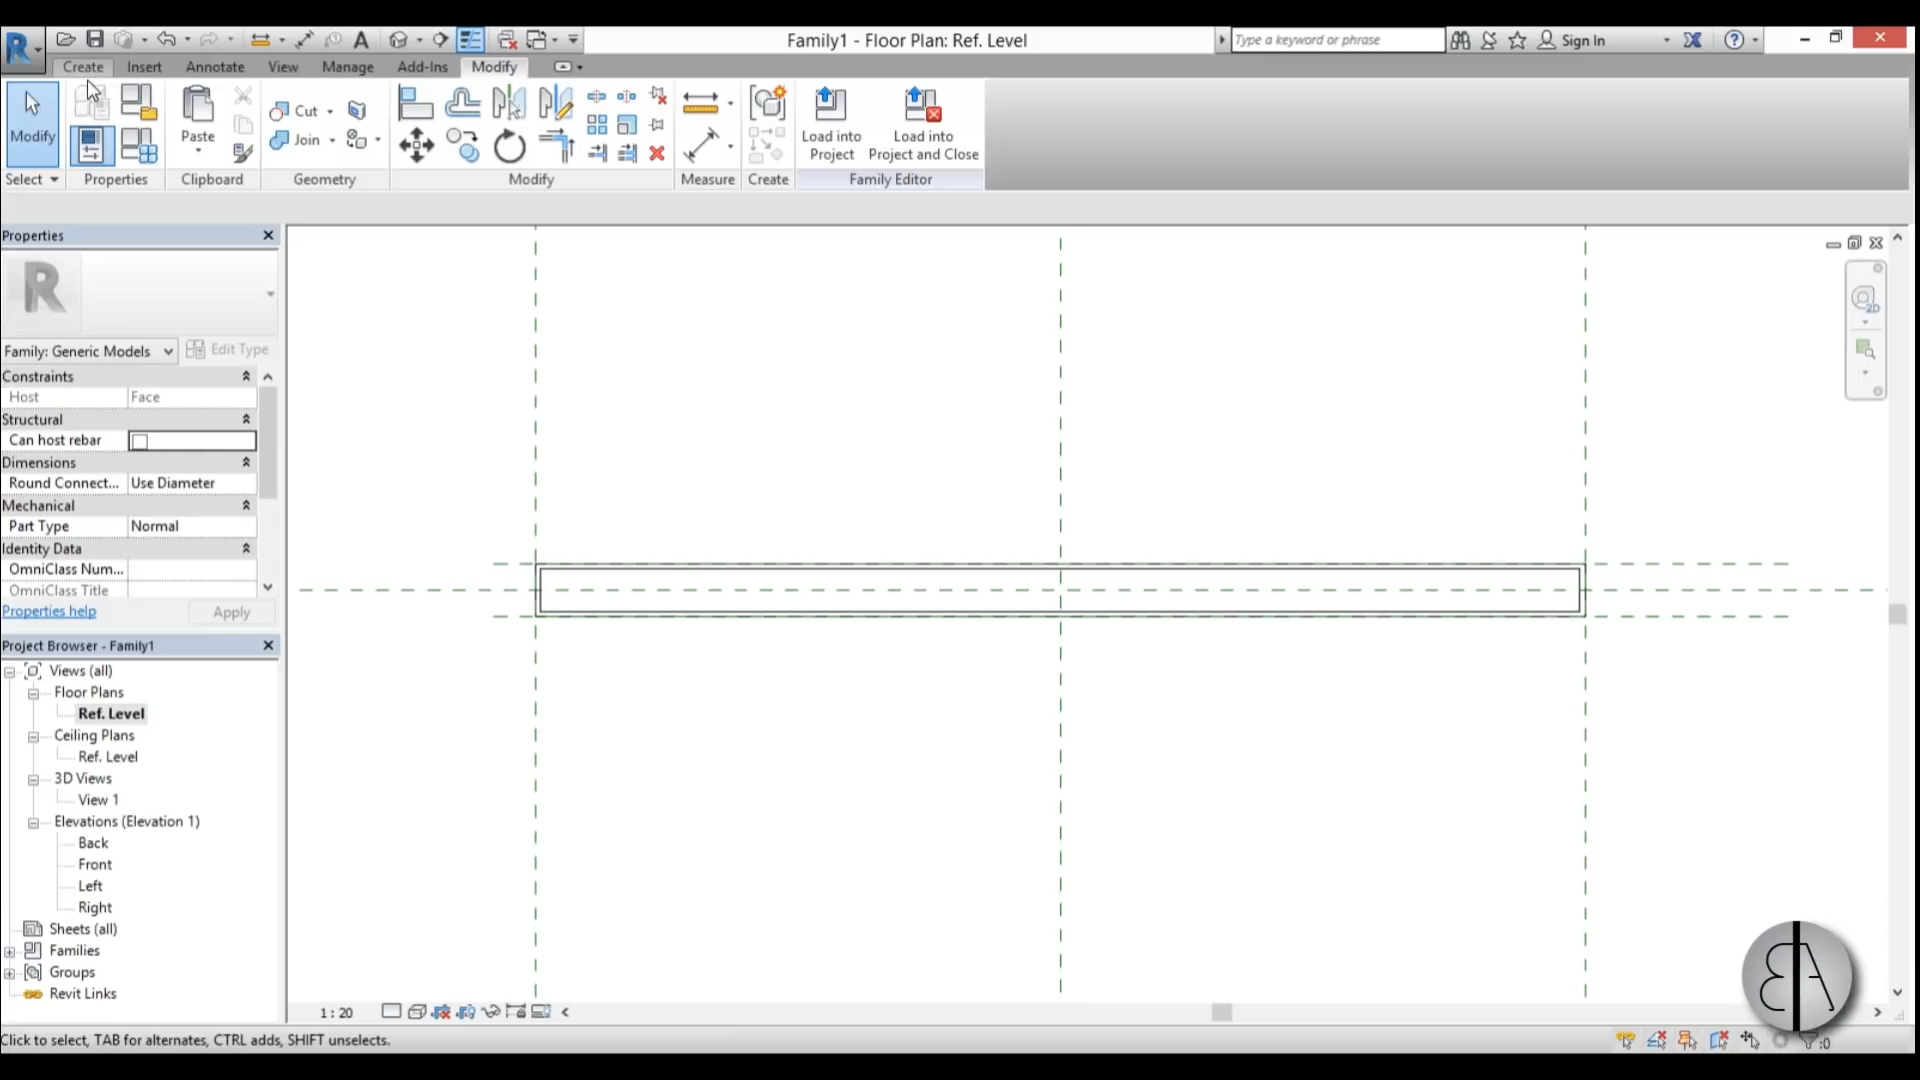 Family1 - Floor Plan: Ref. Level
Type a keyword or phrase
Sign In
Create Insert Annotate View Manage Add-Ins Modify
Modify
Paste
Cut
Join
Load into Project
Load into Project and Close
Select Properties Clipboard Geometry Modify Measure Create Family Editor
Properties
Family: Generic Models Edit Type
Constraints
Host Face
Structural
Can host rebar
Dimensions
Round Connect... Use Diameter
Mechanical
Part Type Normal
Identity Data
OmniClass Num...
OmniClass Title
Properties help Apply
Project Browser - Family1
Views (all)
Floor Plans
Ref. Level
Ceiling Plans
Ref. Level
3D Views
View 1
Elevations (Elevation 1)
Back
Front
Left
Right
Sheets (all)
Families
Groups
Revit Links
2D
1 : 20
Click to select, TAB for alternates, CTRL adds, SHIFT unselects.
:0